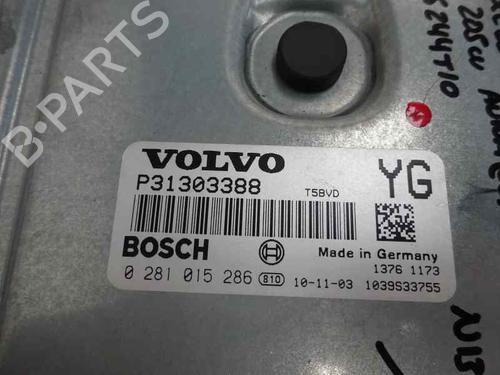 VOLVO
P31303388 T5BVD YG
BOSCH Made in Germany
1376 1173
0 281 015 286 810 10-11-03 1039S33755